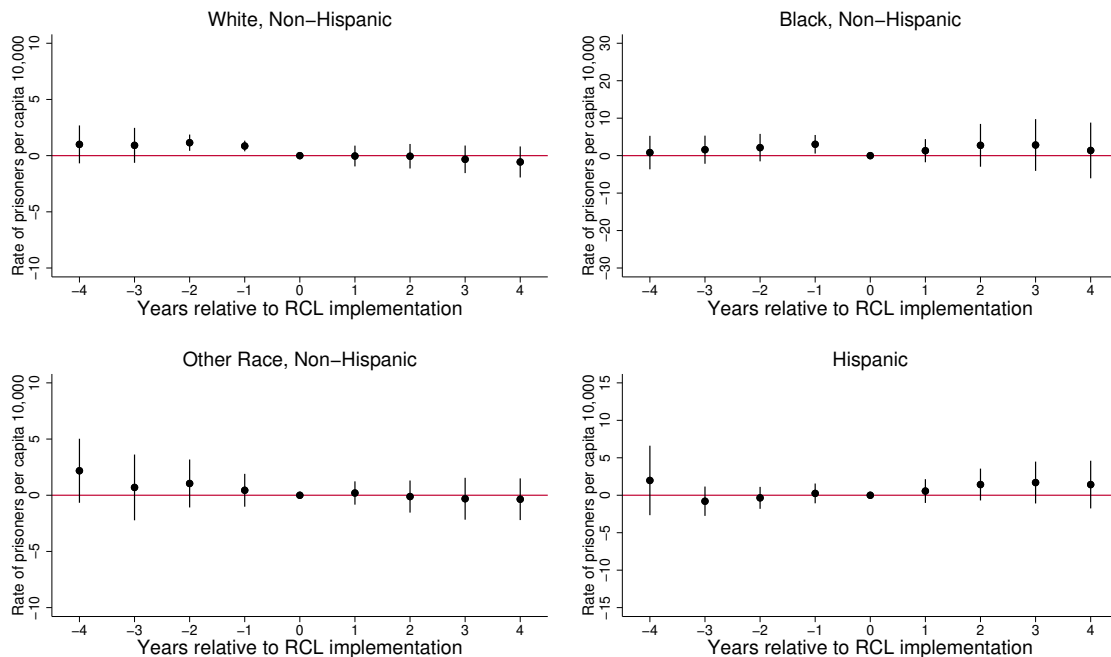 White, Non−Hispanic
Rate of prisoners per capita 10,000
10
5
0
−5
−10
−4 −3 −2 −1 0 1 2 3 4
Years relative to RCL implementation
Black, Non−Hispanic
Rate of prisoners per capita 10,000
30
20
10
0
−10
−20
−30
−4 −3 −2 −1 0 1 2 3 4
Years relative to RCL implementation
Other Race, Non−Hispanic
Rate of prisoners per capita 10,000
10
5
0
−5
−10
−4 −3 −2 −1 0 1 2 3 4
Years relative to RCL implementation
Hispanic
Rate of prisoners per capita 10,000
15
10
5
0
−5
−10
−15
−4 −3 −2 −1 0 1 2 3 4
Years relative to RCL implementation